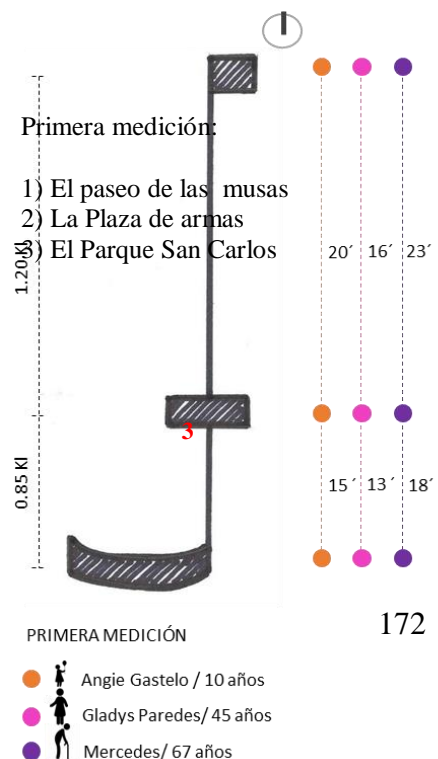 Primera medición:
1) El paseo de las musas
2) La Plaza de armas
3) El Parque San Carlos
1.20 Kl
20´ 16´ 23´
3
0.85 Kl
15´ 13´ 18´
172
PRIMERA MEDICIÓN
Angie Gastelo / 10 años
Gladys Paredes/ 45 años
Mercedes/ 67 años